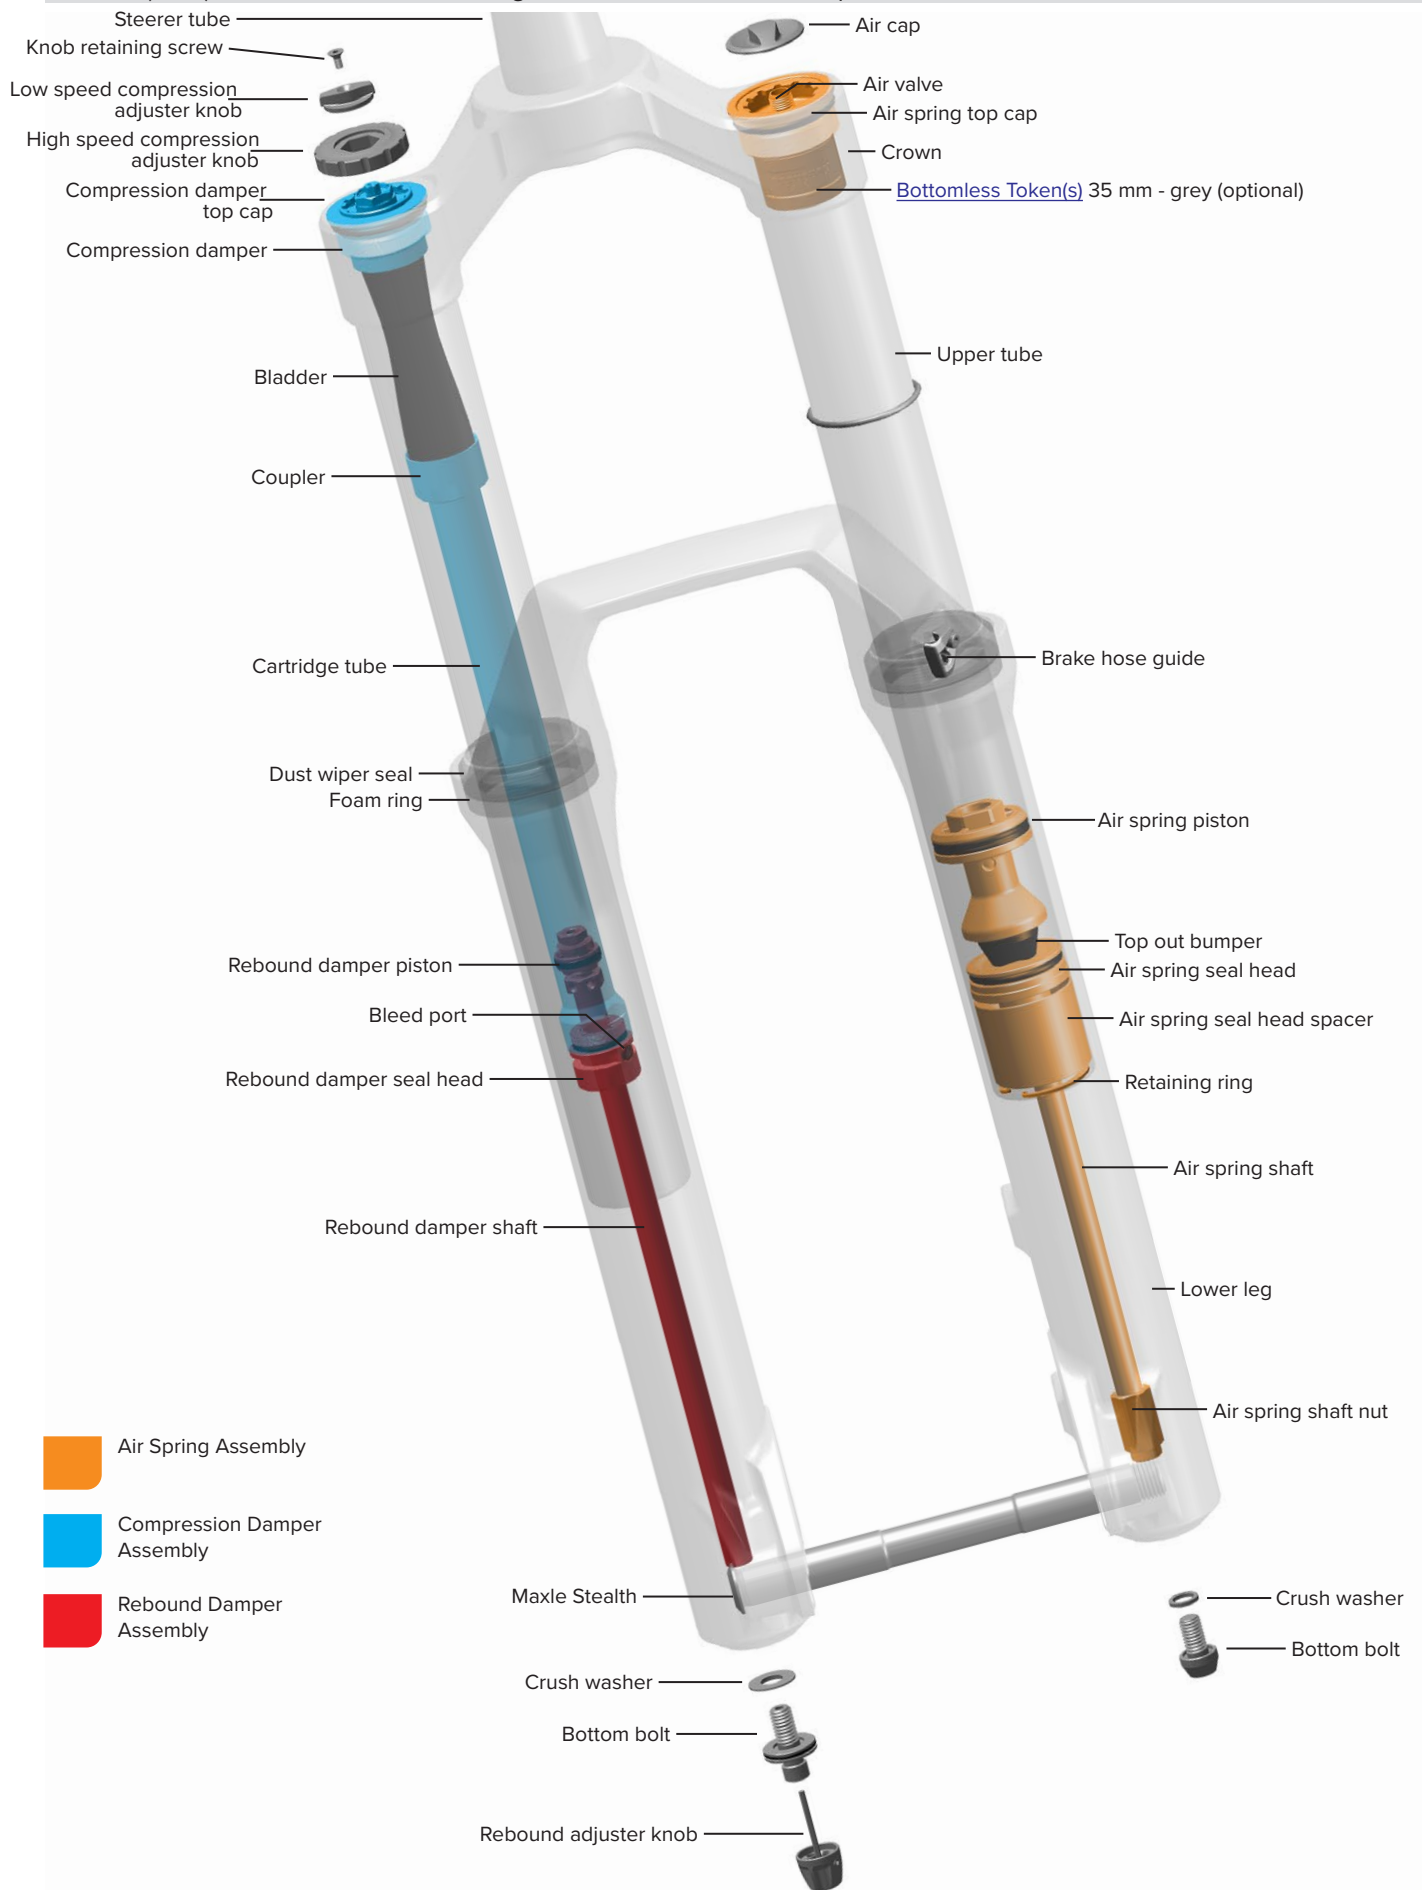 Steerer tube
Knob retaining screw
Low speed compression
adjuster knob
High speed compression
adjuster knob
Compression damper
top cap
Compression damper
Bladder
Coupler
Cartridge tube
Dust wiper seal
Foam ring
Rebound damper piston
Bleed port
Rebound damper seal head
Rebound damper shaft
Air cap
Air valve
Air spring top cap
Crown
Bottomless Token(s) 35 mm - grey (optional)
Upper tube
Brake hose guide
Air spring piston
Top out bumper
Air spring seal head
Air spring seal head spacer
Retaining ring
Air spring shaft
Lower leg
Air spring shaft nut
Air Spring Assembly
Compression Damper
Assembly
Rebound Damper
Assembly
Maxle Stealth
Crush washer
Bottom bolt
Rebound adjuster knob
Crush washer
Bottom bolt